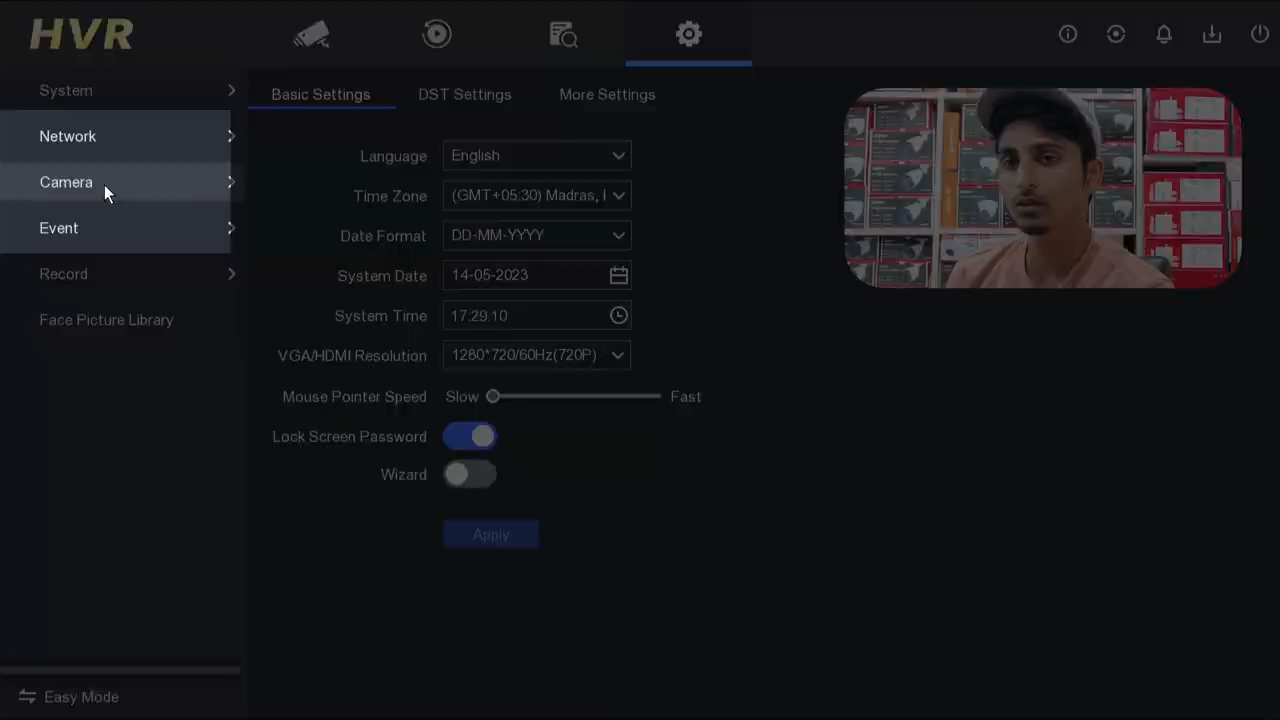 HVR
System
Network
Camera
Event
Record
Face Picture Library
Easy Mode
Basic Settings DST Settings More Settings
Language English
Time Zone (GMT+05:30) Madras,
Date Format DD-MM-YYYY
System Date 14-05-2023
System Time 17:29:10
VGA/HDMI Resolution 1280*720/60Hz(720P)
Mouse Pointer Speed Slow Fast
Lock Screen Password
Wizard
Apply